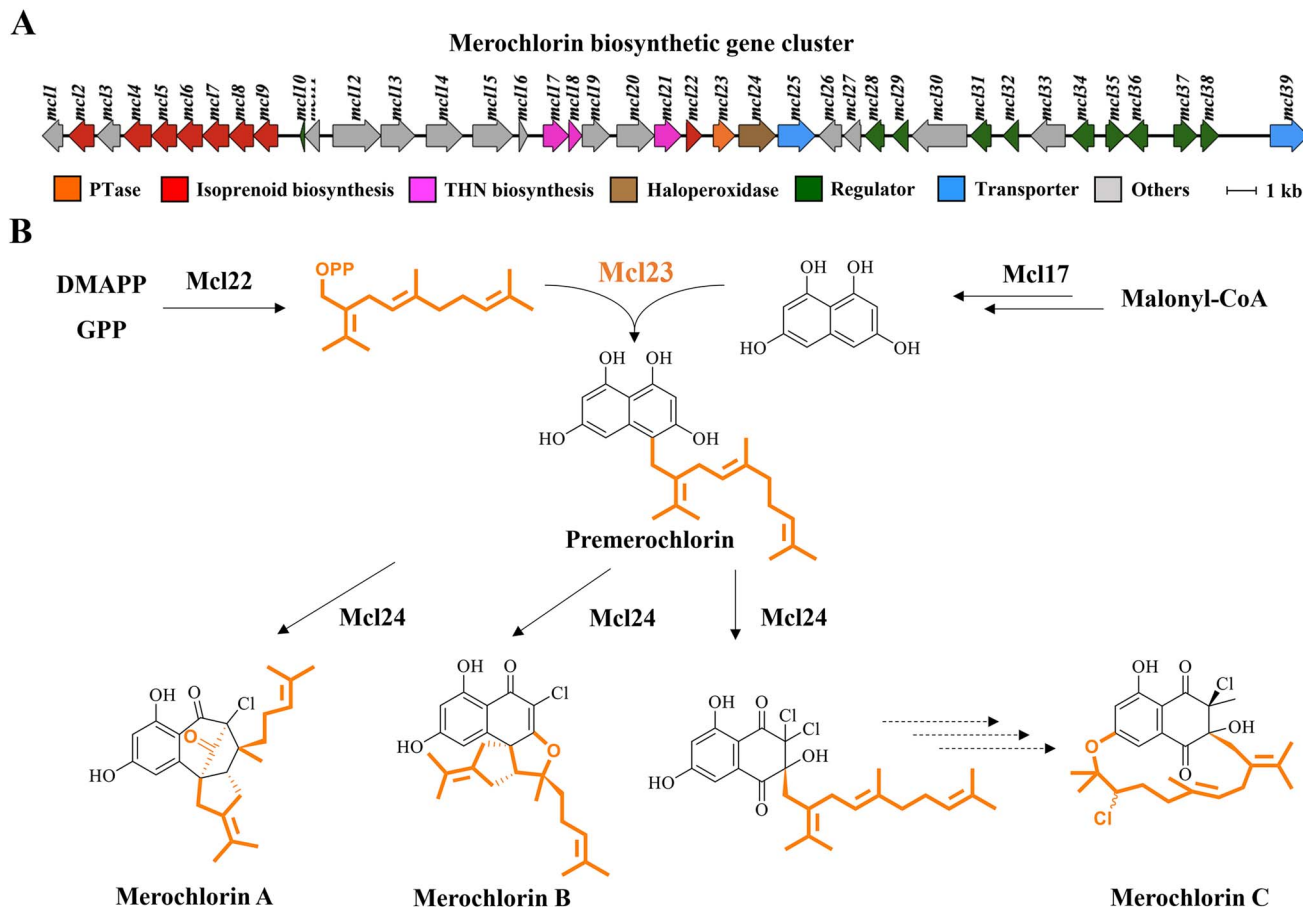 A
Merochlorin biosynthetic gene cluster
mcl1 mcl2 mcl3 mcl4 mcl5 mcl6 mcl7 mcl8 mcl9 mcl10 mcl11 mcl12 mcl13 mcl14 mcl15 mcl16 mcl17 mcl18 mcl19 mcl20 mcl21 mcl22 mcl23 mcl24 mcl25 mcl26 mcl27 mcl28 mcl29 mcl30 mcl31 mcl32 mcl33 mcl34 mcl35 mcl36 mcl37 mcl38 mcl39
PTase Isoprenoid biosynthesis THN biosynthesis Haloperoxidase Regulator Transporter Others 1 kb
B
DMAPP
GPP
Mcl22
OPP
Mcl23
OH OH
HO OH
Mcl17
Malonyl-CoA
OH OH
HO OH
Premerochlorin
Mcl24
Mcl24
Mcl24
OH O Cl
O
HO
Merochlorin A
OH O
Cl
HO
O
Merochlorin B
OH O Cl
Cl
OH
HO
O
OH O Cl
OH
O
O
Cl
Merochlorin C